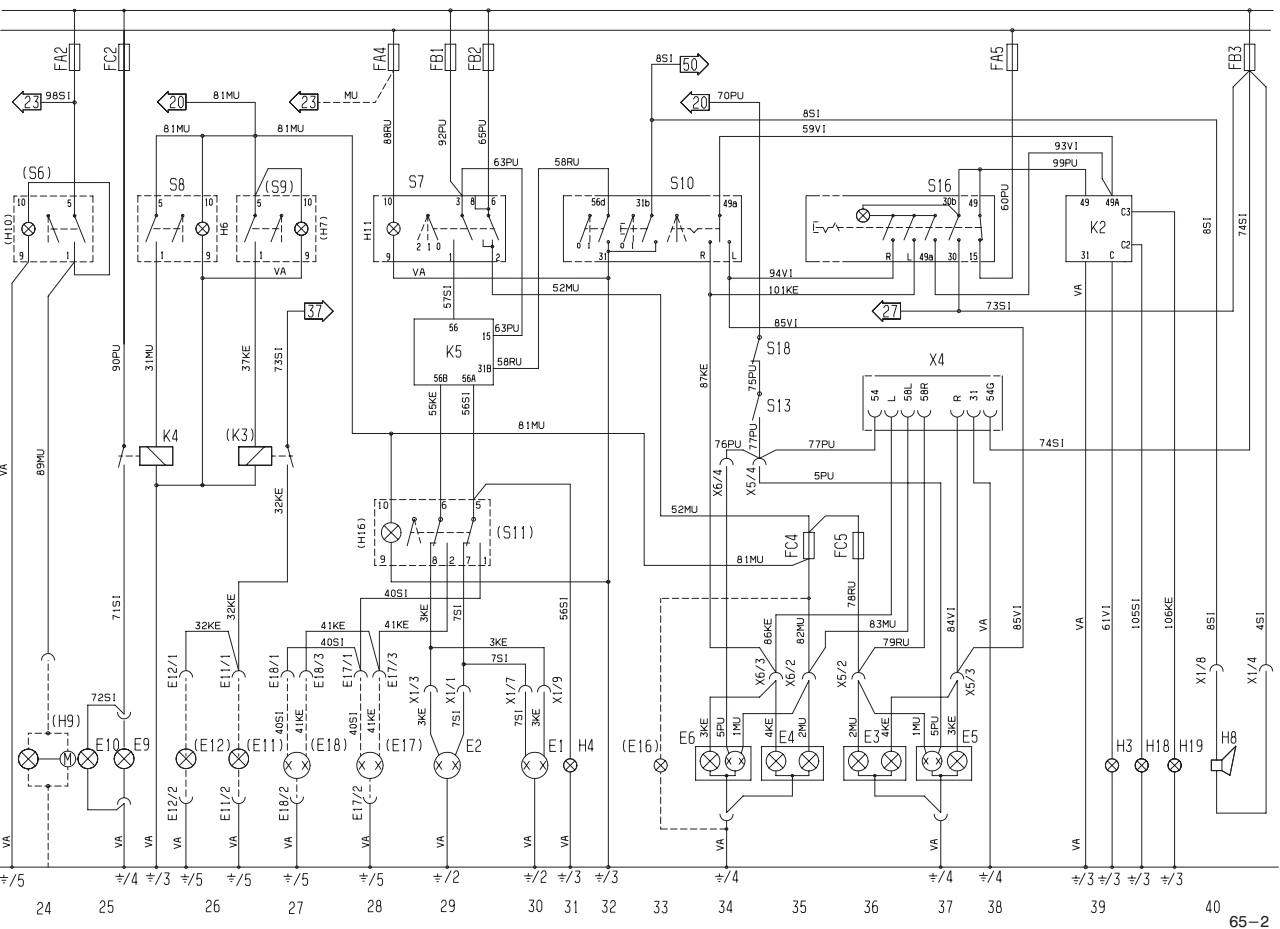 FA2 FC2 FA4 FB1 FB2 FA5 FB3
8SI 50
23 98SI 20 81MU 23 MU 20 70PU
88RU 92PU 65PU 8SI
81MU 81MU 59VI
93VI
63PU 58RU 99PU
(S6) S8 (S9) S7 S10 S16 60PU
10 5 5 10 5 10 10 3 8 6 56d 31b 49a 30b 49 49 49A
C3
(H10) H6 (H7) H11 K2 8SI 74SI
2 1 0 0 1 0 1
C2
9 1 1 9 1 9 9 1 2 31 R L R L 49a 30 15 31 C
VA VA 94VI
52MU 101KE VA
57SI
37 27 73SI
56 15 63PU 85VI
K5
90PU 31MU 37KE 73SI 31B 58RU S18
56B 56A 87KE 75PU X4
55KE 56SI 54 L 58L 58R R 31 54G
S13
K4 (K3) 81MU 77PU 76PU 77PU 74SI
VA 89MU X6/4 X5/4
5PU
32KE
10 6 5 52MU
(H16) (S11) FC4 FC5
9 8 2 7 1 81MU
71SI 32KE 40SI 3KE 7SI 56SI 78RU
32KE 41KE 41KE 86KE 82MU 83MU 84VI VA 85VI VA 61VI 105SI 106KE 8SI 4SI
40SI 3KE 79RU
7SI
E12/1 E11/1 E18/1 E18/3 E17/1 E17/3 X1/3 X1/1 X1/7 X1/9 X6/3 X6/2 X5/2 X5/3 X1/8 X1/4
72SI
(H9) 40SI 41KE 40SI 41KE 3KE 7SI 7SI 3KE 3KE 5PU 1MU 4KE 2MU 2MU 4KE 1MU 5PU 3KE
M E10 E9 (E12) (E11) (E18) (E17) E2 E1 H4 (E16) E6 E4 E3 E5 H3 H18 H19 H8
E12/2 E11/2 E18/2 E17/2
VA VA VA VA VA VA VA VA VA VA VA VA VA VA VA
/5 /4 /3 /5 /5 /5 /5 /2 /2 /3 /3 /4 /4 /4 /3 /3 /3 /3
24 25 26 27 28 29 30 31 32 33 34 35 36 37 38 39 40
65-2